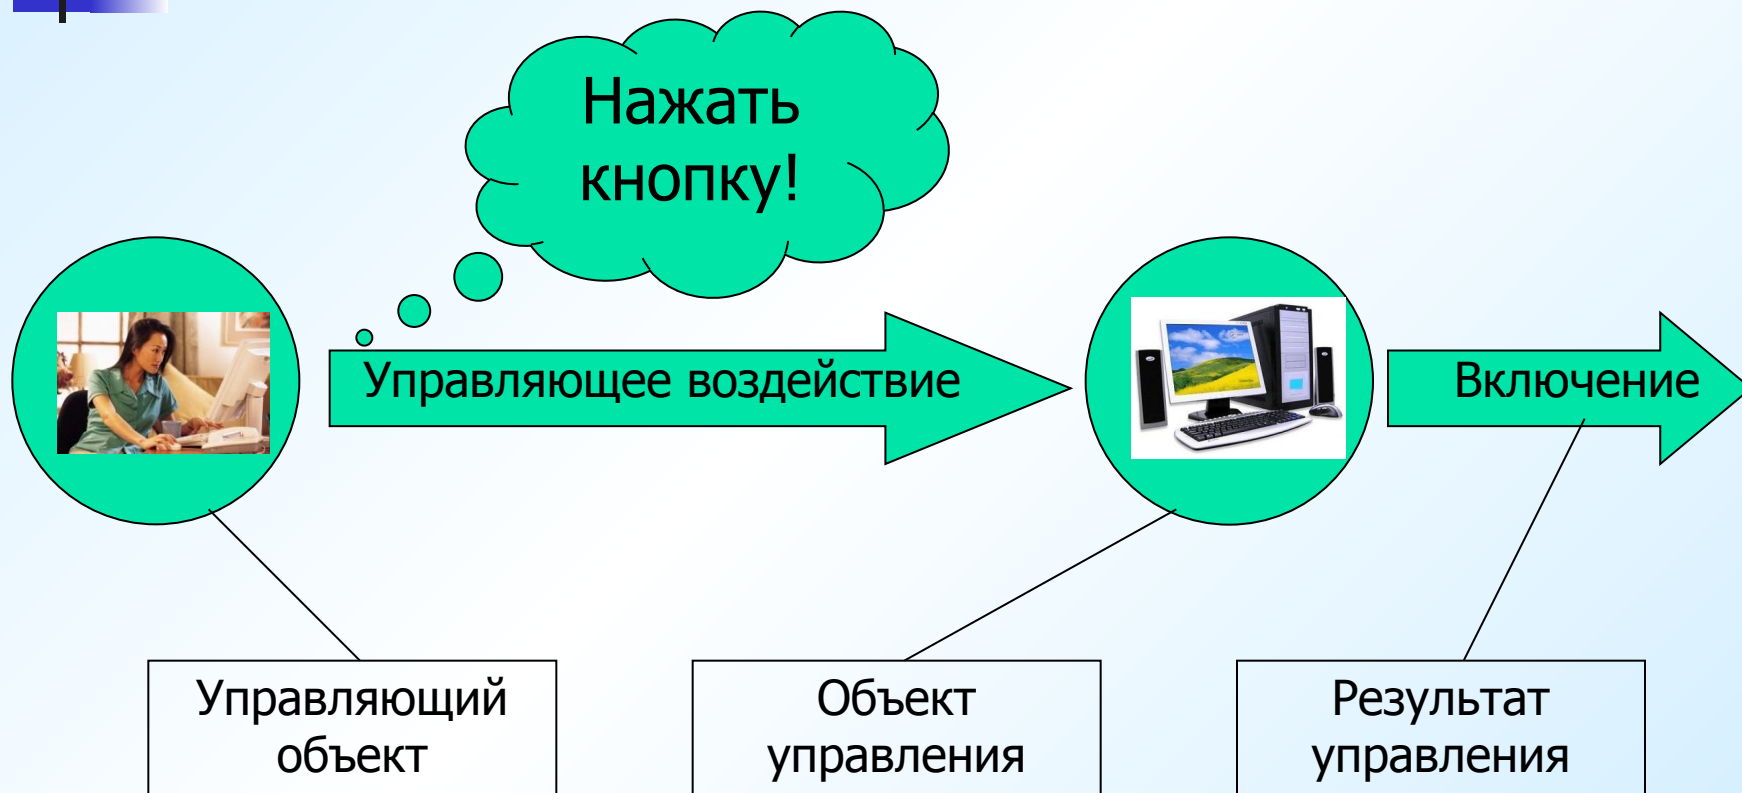 Нажать
кнопку!
Управляющее воздействие
Включение
Управляющий
объект
Объект
управления
Результат
управления